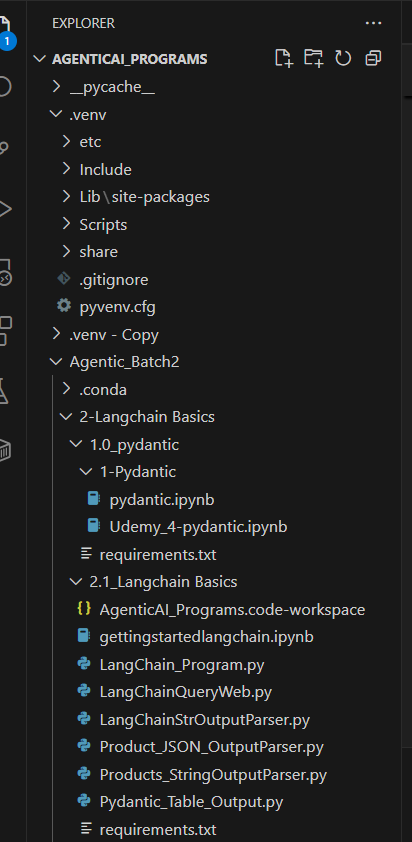 EXPLORER
1
AGENTICAI_PROGRAMS
__pycache__
.venv
etc
Include
Lib\site-packages
Scripts
share
.gitignore
pyvenv.cfg
.venv - Copy
Agentic_Batch2
.conda
2-Langchain Basics
1.0_pydantic
1-Pydantic
pydantic.ipynb
Udemy_4-pydantic.ipynb
requirements.txt
2.1_Langchain Basics
AgenticAI_Programs.code-workspace
gettingstartedlangchain.ipynb
LangChain_Program.py
LangChainQueryWeb.py
LangChainStrOutputParser.py
Product_JSON_OutputParser.py
Products_StringOutputParser.py
Pydantic_Table_Output.py
requirements.txt